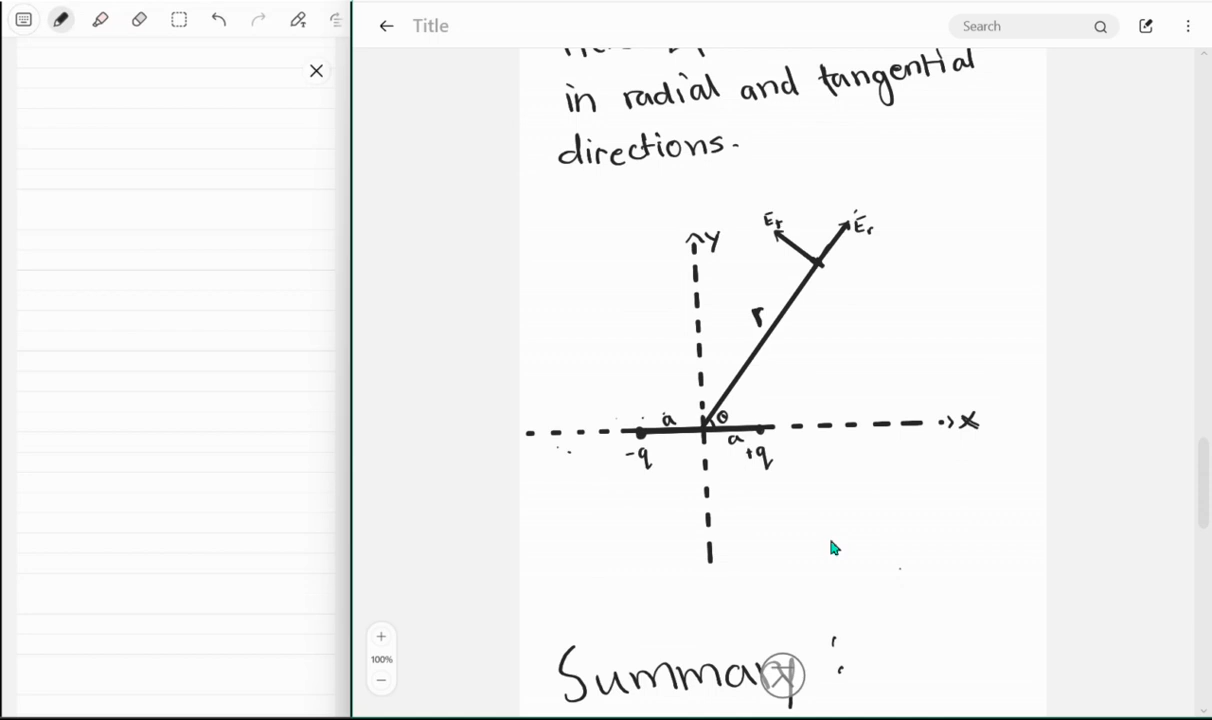 Title
Search
in radial and tangential
directions.
Er
Er
Y
r
a
θ
X
a
-q
+q
100%
Summary :